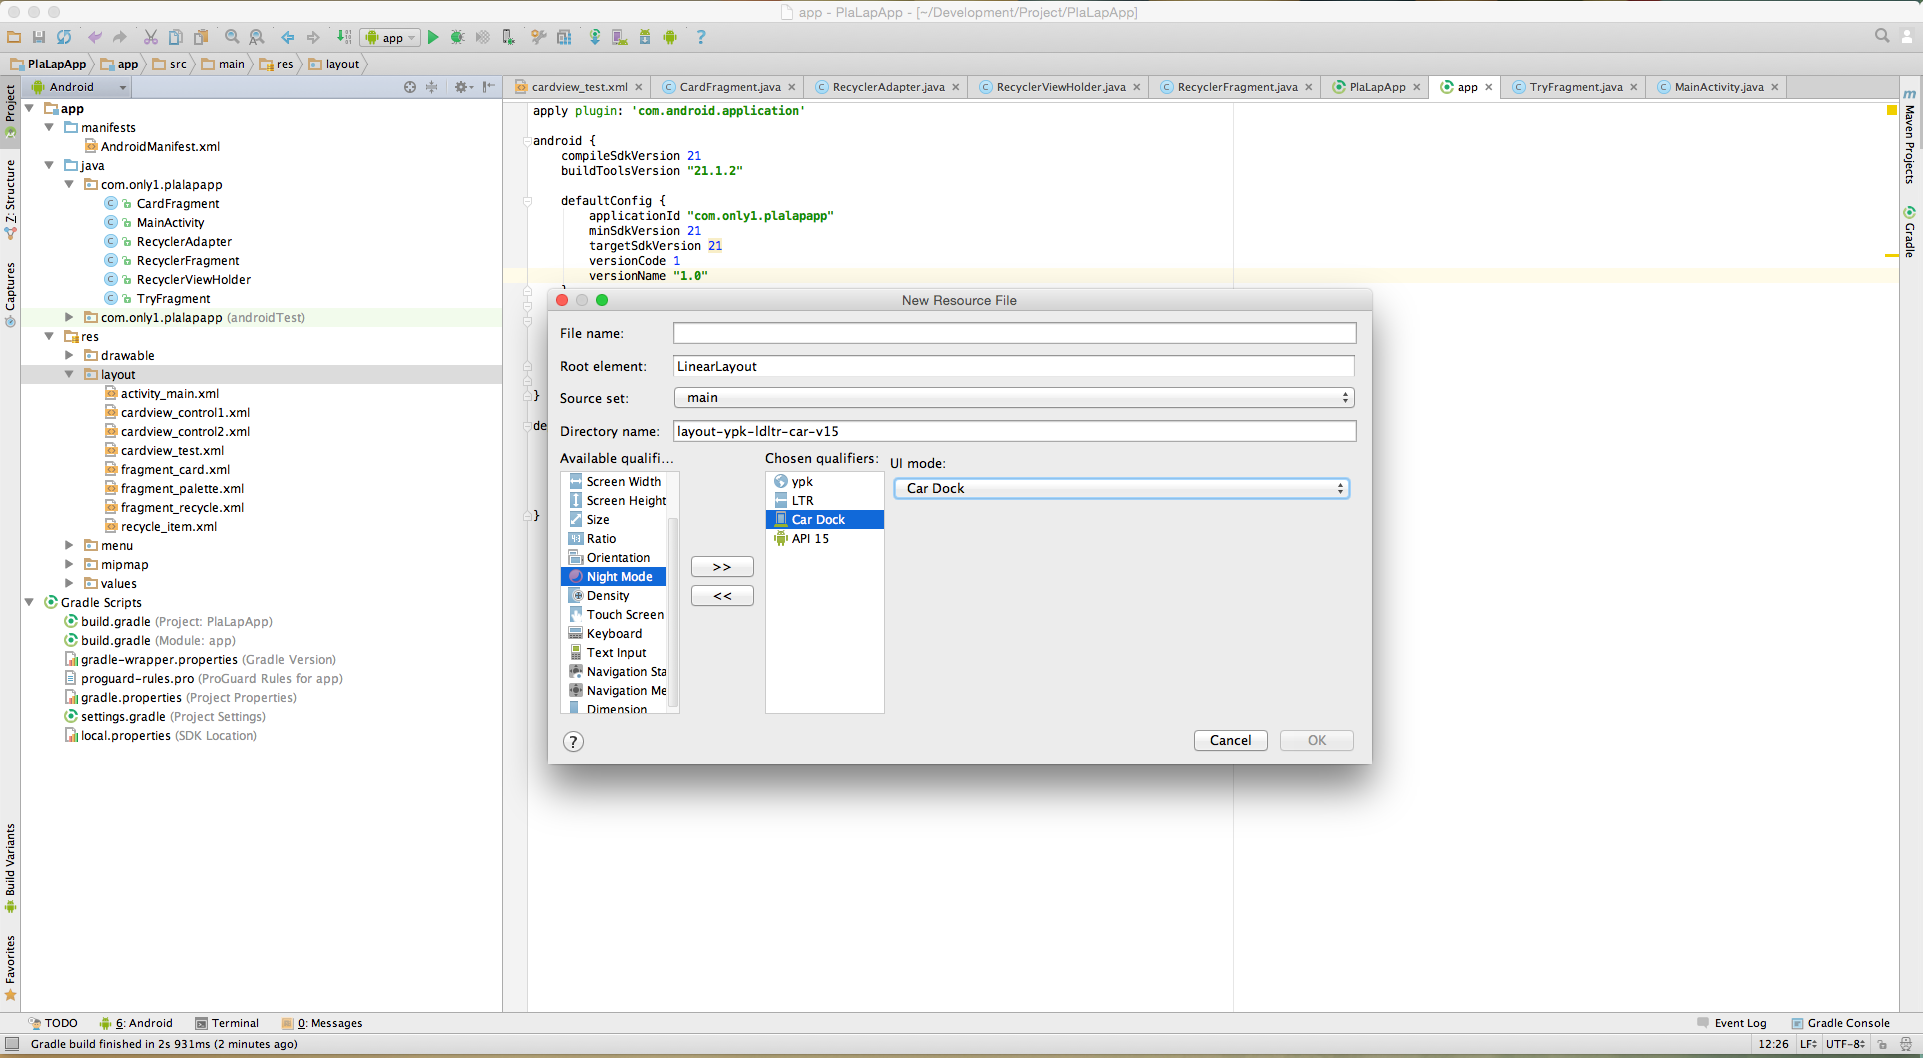 app - PlaLapApp - [~/Development/Project/PlaLapApp]
app
PlaLapApp app src main res layout
Android
cardview_test.xml CardFragment.java RecyclerAdapter.java RecyclerViewHolder.java RecyclerFragment.java PlaLapApp app TryFragment.java MainActivity.java
Project
Z: Structure
Captures
Build Variants
Favorites
app
manifests
AndroidManifest.xml
java
com.only1.plalapapp
CardFragment
MainActivity
RecyclerAdapter
RecyclerFragment
RecyclerViewHolder
TryFragment
com.only1.plalapapp (androidTest)
res
drawable
layout
activity_main.xml
cardview_control1.xml
cardview_control2.xml
cardview_test.xml
fragment_card.xml
fragment_palette.xml
fragment_recycle.xml
recycle_item.xml
menu
mipmap
values
Gradle Scripts
build.gradle (Project: PlaLapApp)
build.gradle (Module: app)
gradle-wrapper.properties (Gradle Version)
proguard-rules.pro (ProGuard Rules for app)
gradle.properties (Project Properties)
settings.gradle (Project Settings)
local.properties (SDK Location)
apply plugin: 'com.android.application'
android {
compileSdkVersion 21
buildToolsVersion "21.1.2"
defaultConfig {
applicationId "com.only1.plalapapp"
minSdkVersion 21
targetSdkVersion 21
versionCode 1
versionName "1.0"
}
}
de
}
New Resource File
File name:
Root element: LinearLayout
Source set: main
Directory name: layout-ypk-ldltr-car-v15
Available qualifi...
Screen Width
Screen Height
Size
Ratio
Orientation
Night Mode
Density
Touch Screen
Keyboard
Text Input
Navigation Sta
Navigation Me
Dimension
>>
<<
Chosen qualifiers:
ypk
LTR
Car Dock
API 15
UI mode:
Car Dock
?
Cancel OK
m
Maven Projects
Gradle
TODO 6: Android Terminal 0: Messages Event Log Gradle Console
Gradle build finished in 2s 931ms (2 minutes ago) 12:26 LF UTF-8